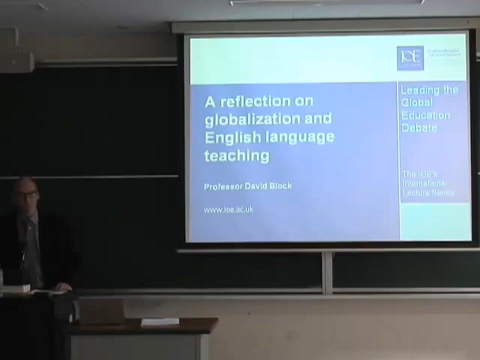 IOE
Leading the
Global
Education
Debate
A reflection on
globalization and
English language
teaching
Professor David Block
www.ioe.ac.uk
The IOE's
International
Lecture Series